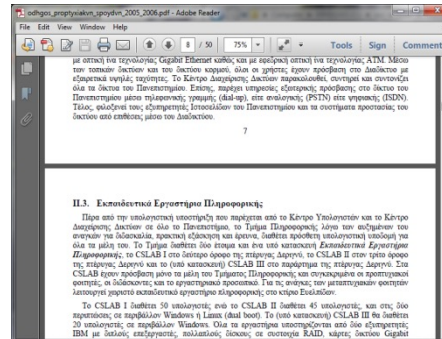 odhgos_proptyxiakvn_spoydvn_2005_2006.pdf - Adobe Reader
File Edit View Window Help
8 / 50 75% Tools Sign Comment
με οπτική ίνα τεχνολογίας Gigabit Ethernet καθώς και με εφεδρική οπτική ίνα τεχνολογίας ATM. Μέσω
των τοπικών δικτύων και του δικτύου κορμού, όλοι οι χρήστες έχουν πρόσβαση στο Διαδίκτυο με
εξαιρετικά υψηλές ταχύτητες. Το Κέντρο Διαχείρισης Δικτύων παρακολουθεί, συντηρεί και συντονίζει
όλα τα δίκτυα του Πανεπιστημίου. Επίσης, παρέχει υπηρεσίες εξωτερικής πρόσβασης στο δίκτυο του
Πανεπιστημίου μέσω τηλεφωνικής γραμμής (dial-up), είτε αναλογικής (PSTN) είτε ψηφιακής (ISDN).
Τέλος, φιλοξενεί τους εξυπηρετητές Ιστοσελίδων του Πανεπιστημίου και τα συστήματα προστασίας του
δικτύου από επιθέσεις μέσω του Διαδικτύου.
7
II.3. Εκπαιδευτικά Εργαστήρια Πληροφορικής
Πέρα από την υπολογιστική υποστήριξη που παρέχεται από το Κέντρο Υπολογιστών και το Κέντρο
Διαχείρισης Δικτύων σε όλο το Πανεπιστήμιο, το Τμήμα Πληροφορικής λόγω των αυξημένων του
αναγκών για διδασκαλία, πρακτική εξάσκηση και έρευνα, διαθέτει πρόσθετη υπολογιστική υποδομή για
όλα τα μέλη του. Το Τμήμα διαθέτει δύο έτοιμα και ένα υπό κατασκευή Εκπαιδευτικά Εργαστήρια
Πληροφορικής, το CSLAB I στο δεύτερο όροφο της πτέρυγας Δεριγνύ, το CSLAB II στον τρίτο όροφο
της πτέρυγας Δεριγνύ και το (υπό κατασκευή) CSLAB III στο παράρτημα της πτέρυγας Δεριγνύ. Στα
CSLAB έχουν πρόσβαση μόνο τα μέλη του Τμήματος Πληροφορικής και συγκεκριμένα οι προπτυχιακοί
φοιτητές, οι διδάσκοντες και το εργαστηριακό προσωπικό. Για τις ανάγκες των μεταπτυχιακών φοιτητών
λειτουργεί χωριστό εκπαιδευτικό εργαστήριο πληροφορικής στο κτίριο Ευελπίδων.
Το CSLAB I διαθέτει 50 υπολογιστές ενώ το CSLAB II διαθέτει 45 υπολογιστές, και στις δύο
περιπτώσεις σε περιβάλλον Windows ή Linux (dual boot). Το (υπό κατασκευή) CSLAB III θα διαθέτει
20 υπολογιστές σε περιβάλλον Windows. Όλα τα εργαστήρια υποστηρίζονται από δύο εξυπηρετητές
IBM με διπλούς επεξεργαστές, πολλαπλούς δίσκους σε συστοιχία RAID, κάρτες δικτύου Gigabit